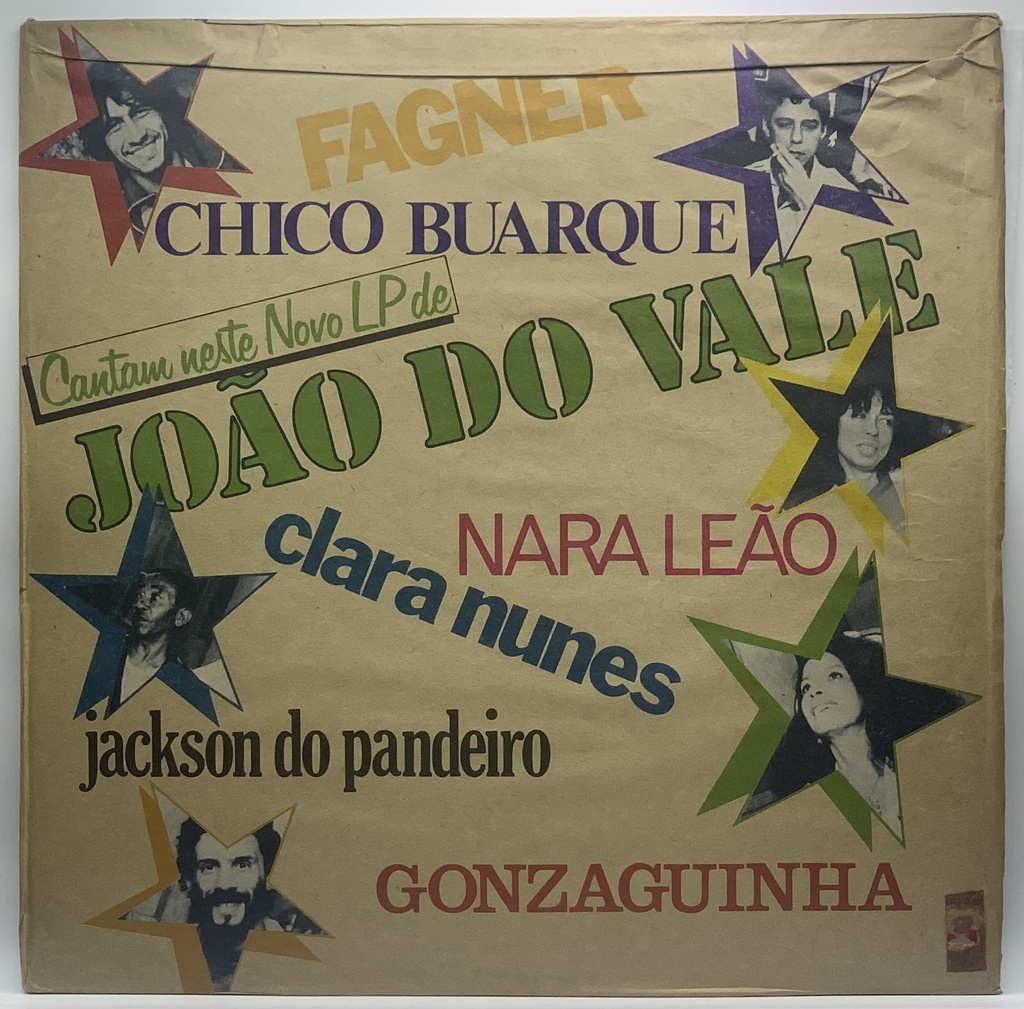 FAGNER
CHICO BUARQUE
Cantam neste Novo LP de
JOÃO DO VALE
NARA LEÃO
clara nunes
jackson do pandeiro
GONZAGUINHA